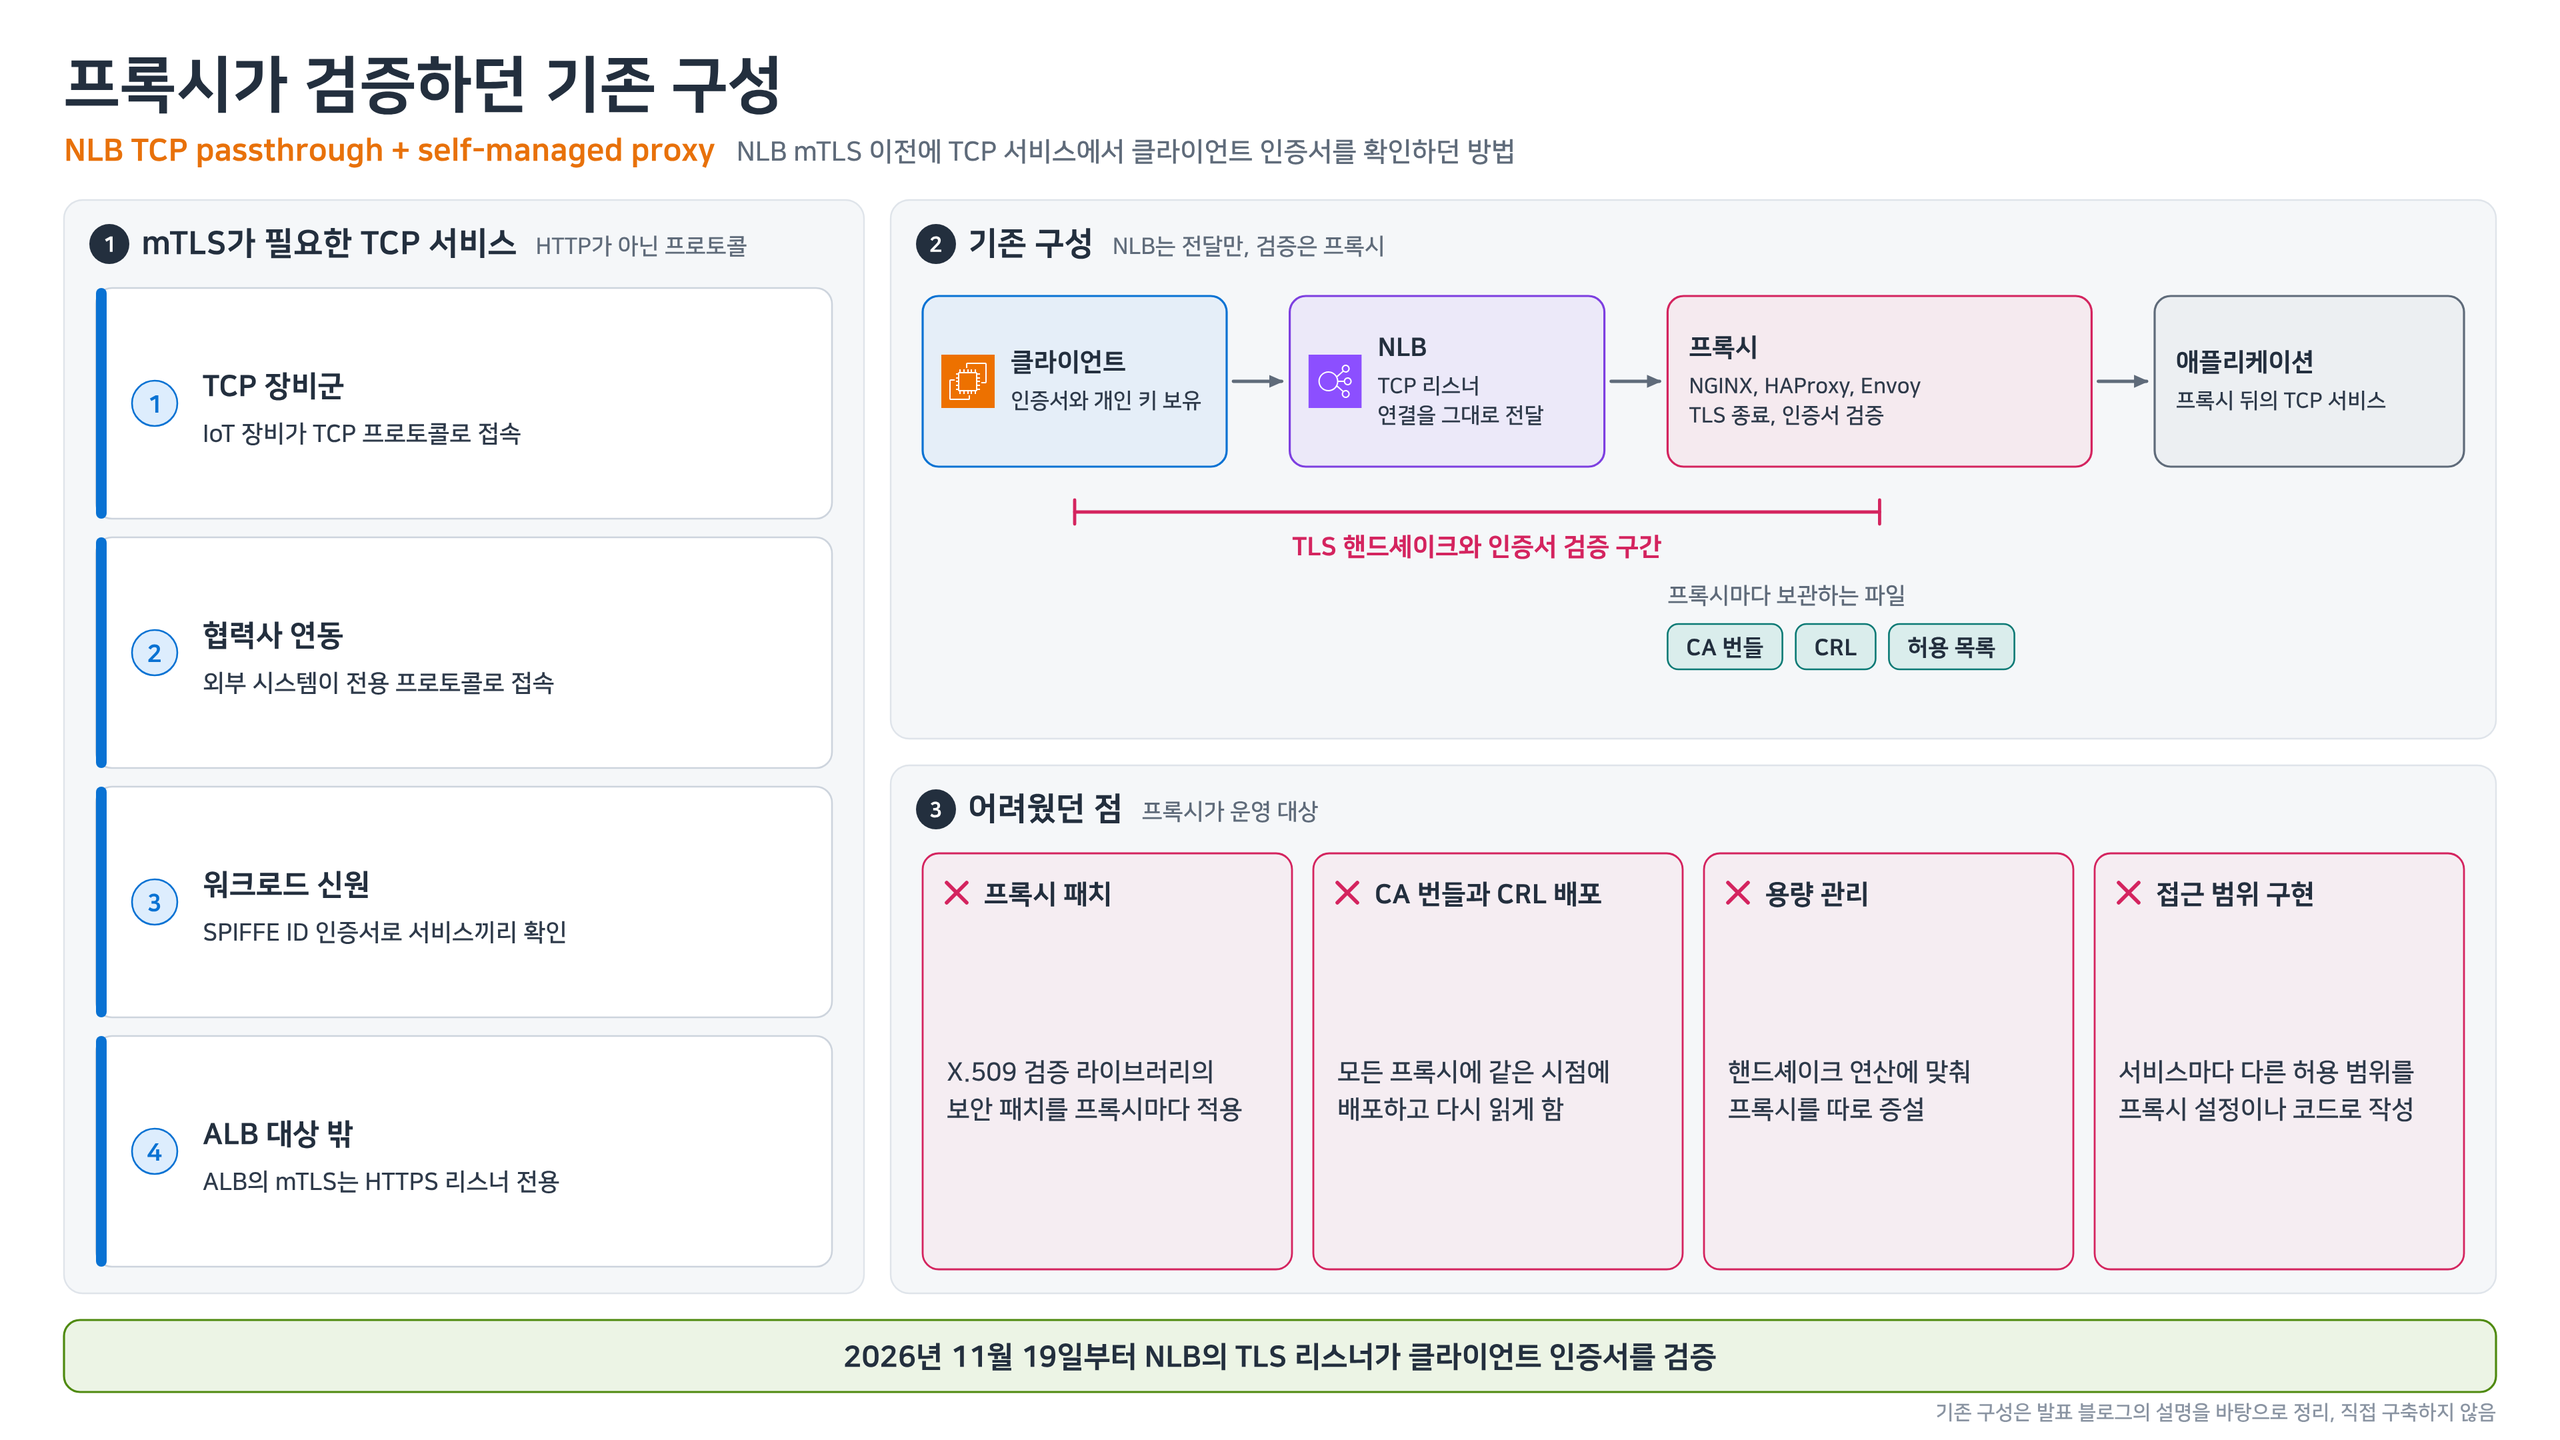 프록시가 검증하던 기존 구성
NLB TCP passthrough + self-managed proxy NLB mTLS 이전에 TCP 서비스에서 클라이언트 인증서를 확인하던 방법
1 mTLS가 필요한 TCP 서비스 HTTP가 아닌 프로토콜
1
TCP 장비군
IoT 장비가 TCP 프로토콜로 접속
2
협력사 연동
외부 시스템이 전용 프로토콜로 접속
3
워크로드 신원
SPIFFE ID 인증서로 서비스끼리 확인
4
ALB 대상 밖
ALB의 mTLS는 HTTPS 리스너 전용
2 기존 구성 NLB는 전달만, 검증은 프록시
클라이언트
인증서와 개인 키 보유
NLB
TCP 리스너
연결을 그대로 전달
프록시
NGINX, HAProxy, Envoy
TLS 종료, 인증서 검증
애플리케이션
프록시 뒤의 TCP 서비스
TLS 핸드셰이크와 인증서 검증 구간
프록시마다 보관하는 파일
CA 번들 CRL 허용 목록
3 어려웠던 점 프록시가 운영 대상
프록시 패치
X.509 검증 라이브러리의
보안 패치를 프록시마다 적용
CA 번들과 CRL 배포
모든 프록시에 같은 시점에
배포하고 다시 읽게 함
용량 관리
핸드셰이크 연산에 맞춰
프록시를 따로 증설
접근 범위 구현
서비스마다 다른 허용 범위를
프록시 설정이나 코드로 작성
2026년 11월 19일부터 NLB의 TLS 리스너가 클라이언트 인증서를 검증
기존 구성은 발표 블로그의 설명을 바탕으로 정리, 직접 구축하지 않음